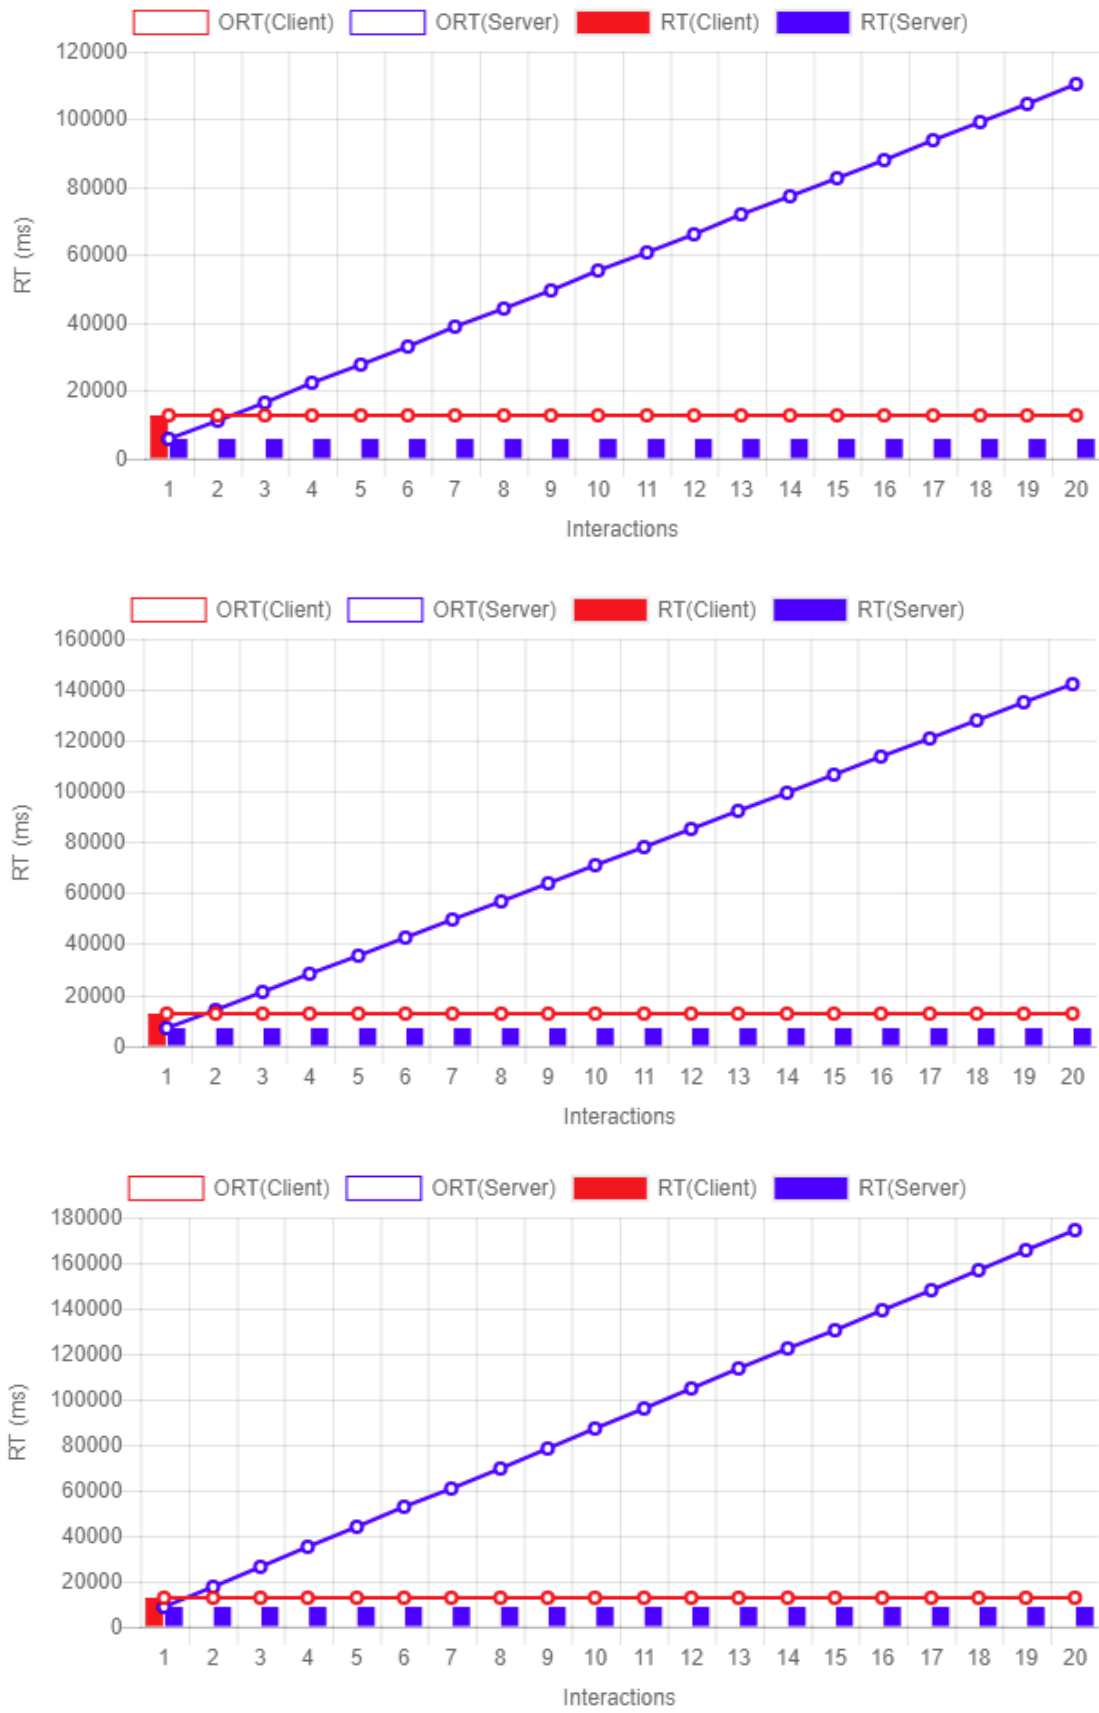 ORT(Client) ORT(Server) RT(Client) RT(Server)
120000
100000
80000
60000
40000
20000
0
RT (ms)
1 2 3 4 5 6 7 8 9 10 11 12 13 14 15 16 17 18 19 20
Interactions
ORT(Client) ORT(Server) RT(Client) RT(Server)
160000
140000
120000
100000
80000
60000
40000
20000
0
RT (ms)
1 2 3 4 5 6 7 8 9 10 11 12 13 14 15 16 17 18 19 20
Interactions
ORT(Client) ORT(Server) RT(Client) RT(Server)
180000
160000
140000
120000
100000
80000
60000
40000
20000
0
RT (ms)
1 2 3 4 5 6 7 8 9 10 11 12 13 14 15 16 17 18 19 20
Interactions